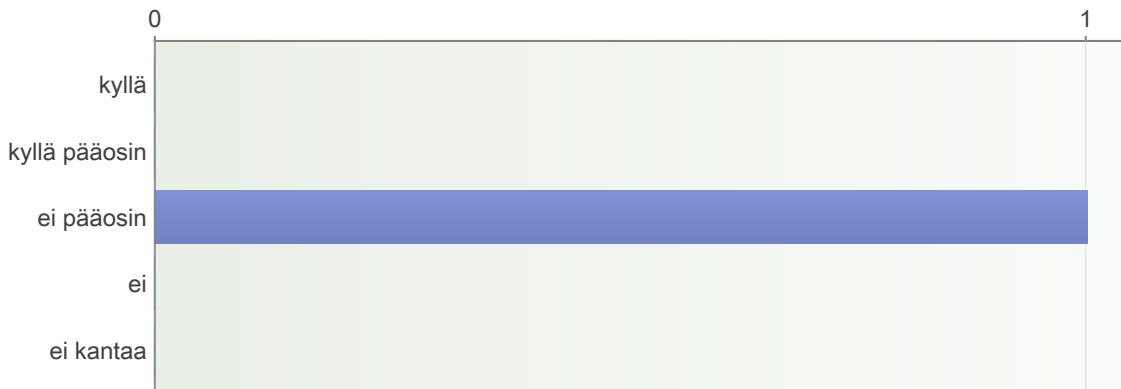 0 1
kyllä
kyllä pääosin
ei pääosin
ei
ei kantaa